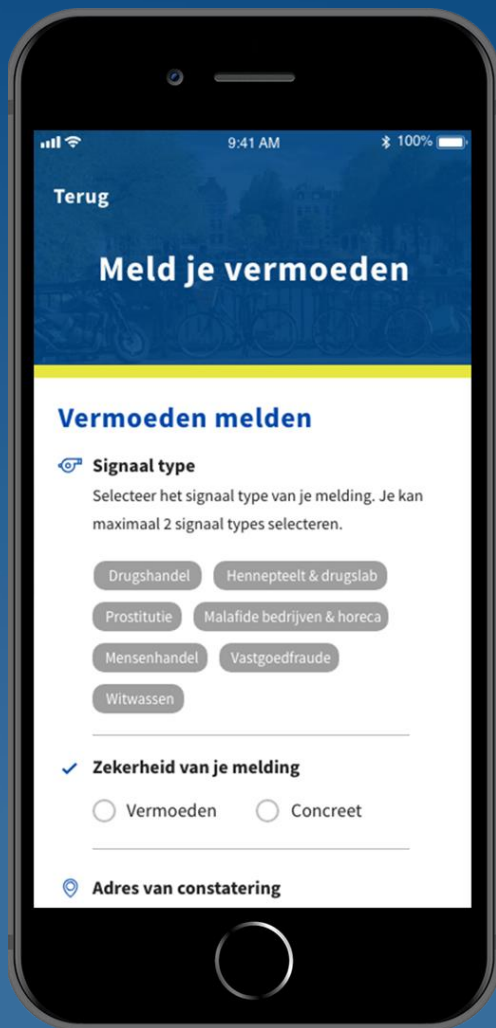 9:41 AM
100%
Terug
Meld je vermoeden
Vermoeden melden
Signaal type
Selecteer het signaal type van je melding. Je kan
maximaal 2 signaal types selecteren.
Drugshandel
Hennepteelt & drugslab
Prostitutie
Malafide bedrijven & horeca
Mensenhandel
Vastgoedfraude
Witwassen
Zekerheid van je melding
Vermoeden
Concreet
Adres van constatering